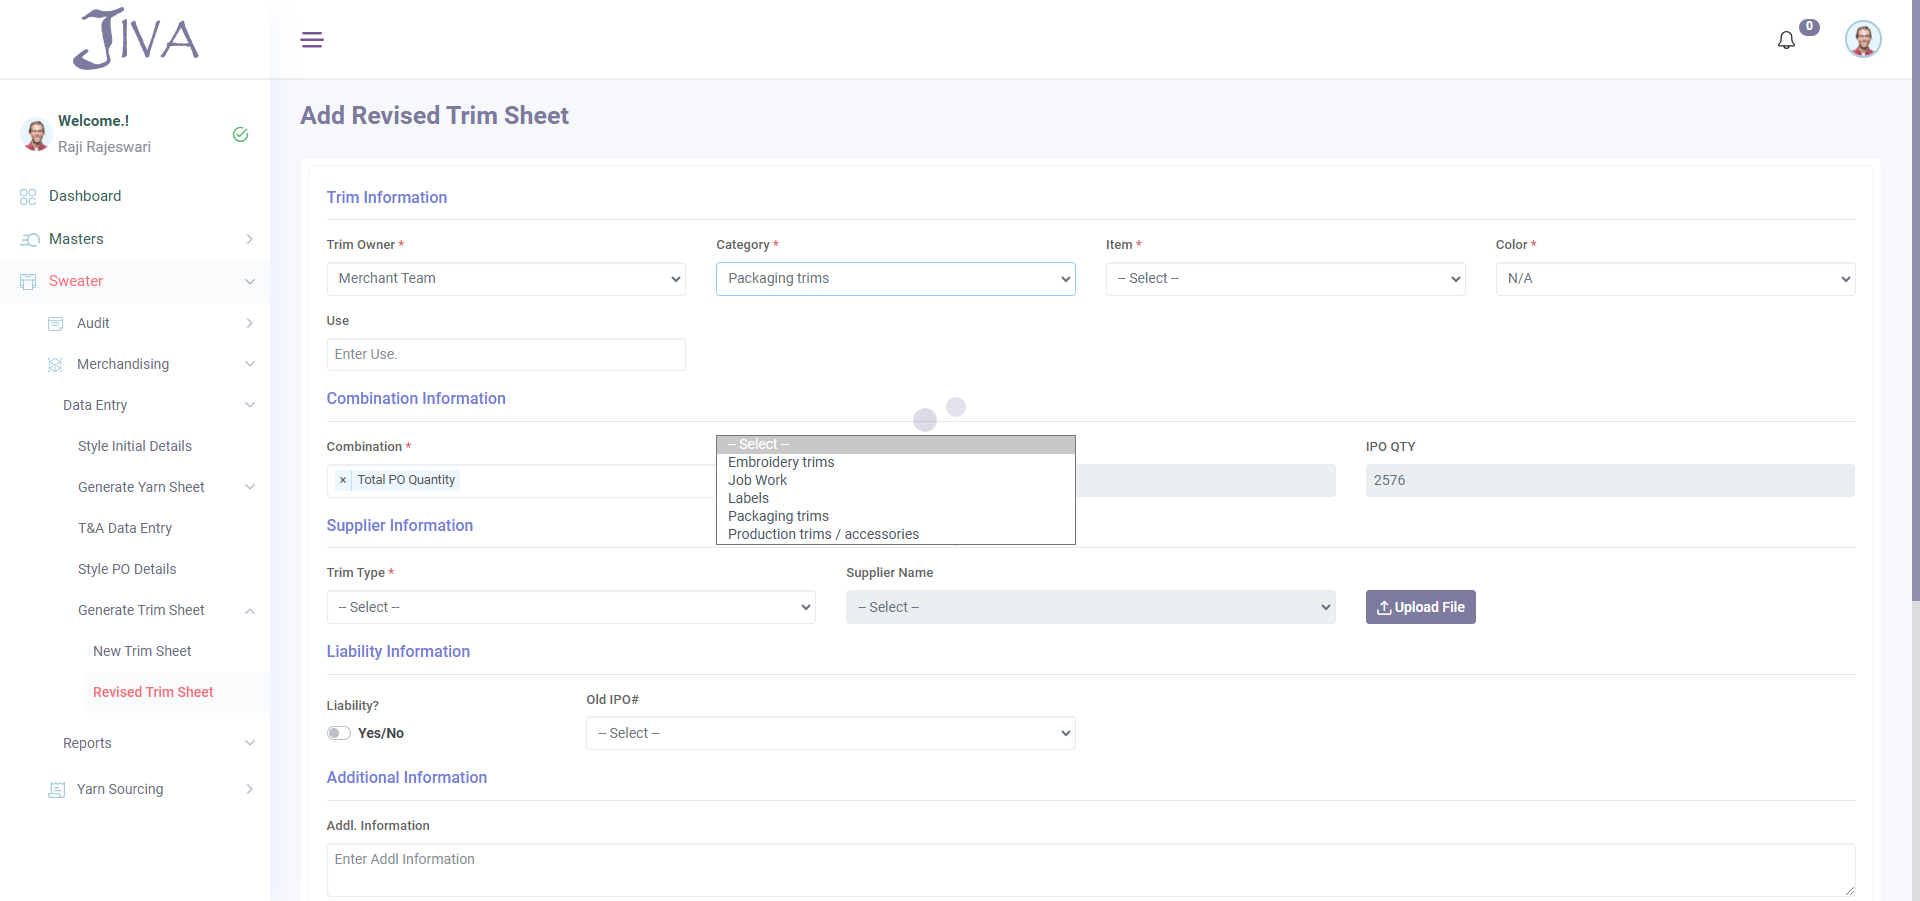 JIVA
0
Welcome.!
Raji Rajeswari
Dashboard
Masters
Sweater
Audit
Merchandising
Data Entry
Style Initial Details
Generate Yarn Sheet
T&A Data Entry
Style PO Details
Generate Trim Sheet
New Trim Sheet
Revised Trim Sheet
Reports
Yarn Sourcing
Add Revised Trim Sheet
Trim Information
Trim Owner * Category * Item * Color *
Merchant Team Packaging trims -- Select -- N/A
Use
Enter Use.
Combination Information
Combination * IPO QTY
× Total PO Quantity 2576
-- Select --
Embroidery trims
Job Work
Labels
Packaging trims
Production trims / accessories
Supplier Information
Trim Type * Supplier Name
-- Select -- -- Select -- Upload File
Liability Information
Liability? Old IPO#
Yes/No -- Select --
Additional Information
Addl. Information
Enter Addl Information